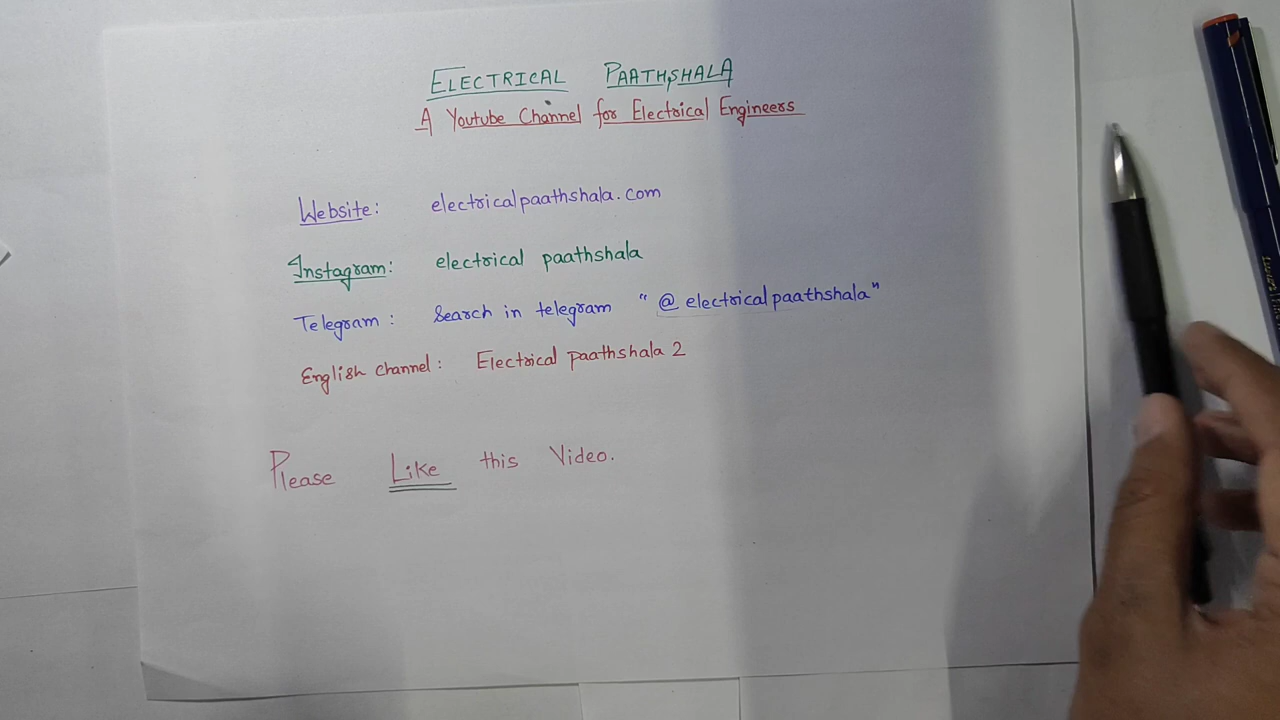 ELECTRICAL PAATHSHALA
A Youtube Channel for Electrical Engineers
Website: electricalpaathshala.com
Instagram: electrical paathshala
Telegram: Search in telegram "@electricalpaathshala"
English channel: Electrical paathshala 2
Please Like this Video.